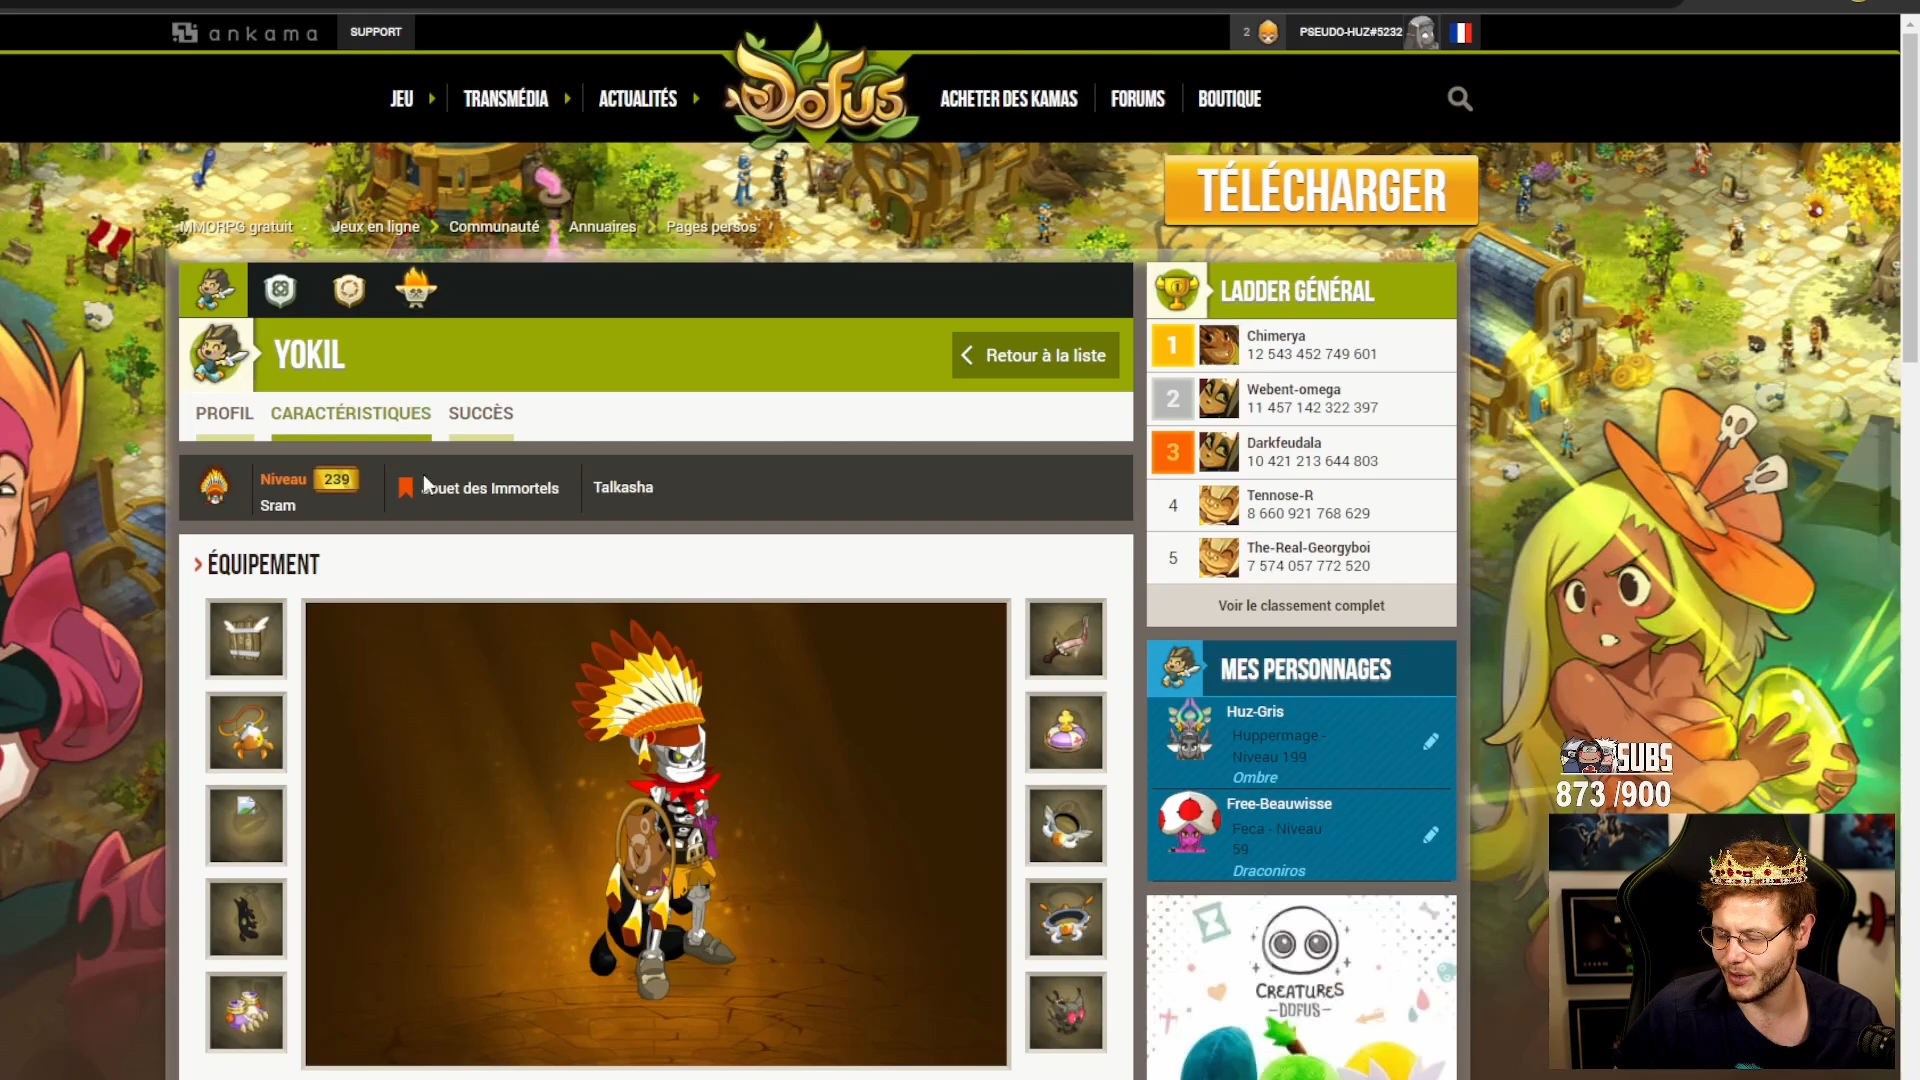 ankama
SUPPORT
2
PSEUDO-HUZ#5232
JEU
TRANSMÉDIA
ACTUALITÉS
DOFUS
ACHETER DES KAMAS
FORUMS
BOUTIQUE
TÉLÉCHARGER
MMORPG gratuit
Jeux en ligne
Communauté
Annuaires
Pages persos
YOKIL
Retour à la liste
PROFIL
CARACTÉRISTIQUES
SUCCÈS
Niveau 239
Sram
Jouet des Immortels
Talkasha
ÉQUIPEMENT
LADDER GÉNÉRAL
1
Chimerya
12 543 452 749 601
2
Webent-omega
11 457 142 322 397
3
Darkfeudala
10 421 213 644 803
4
Tennose-R
8 660 921 768 629
5
The-Real-Georgyboi
7 574 057 772 520
Voir le classement complet
MES PERSONNAGES
Huz-Gris
Huppermage -
Niveau 199
Ombre
Free-Beauwisse
Feca - Niveau
59
Draconiros
CREATURES
-DOFUS-
SUBS
873 /900